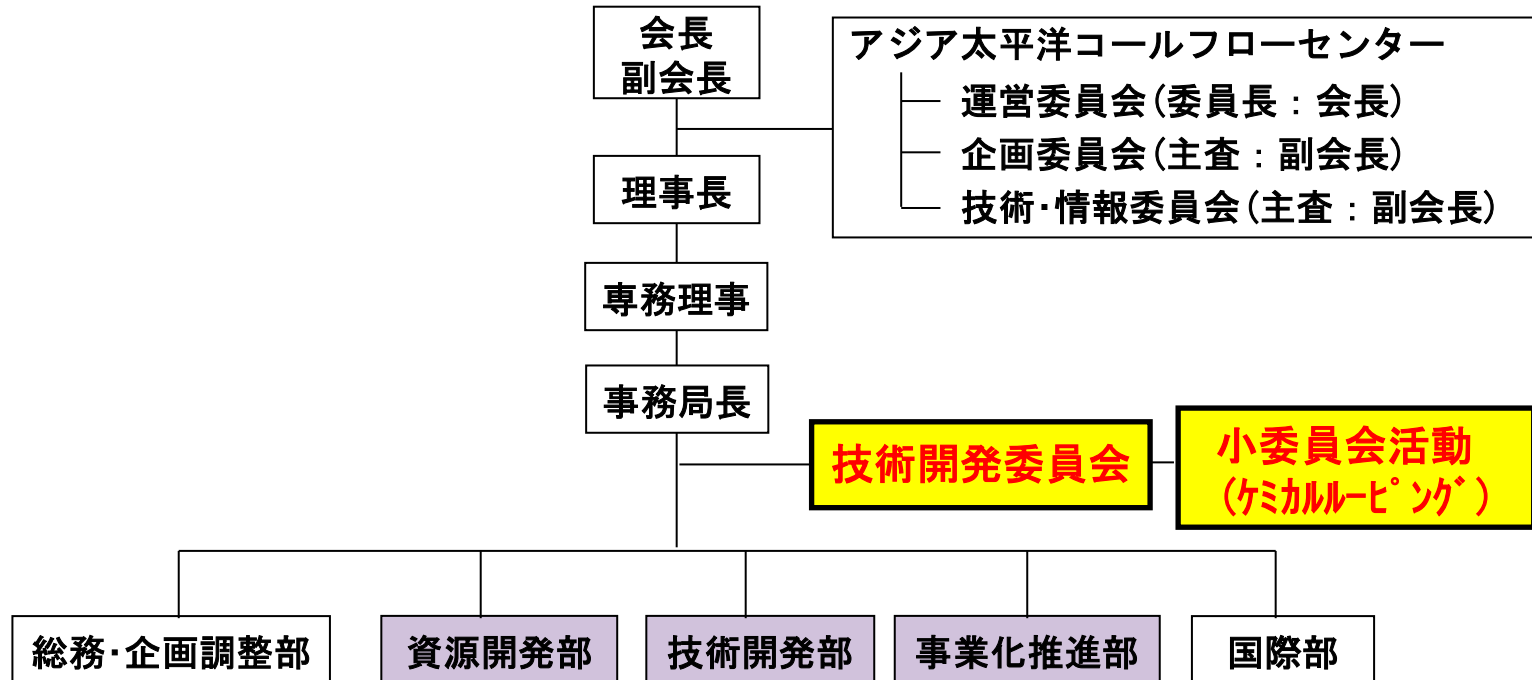 会長
副会長
アジア太平洋コールフローセンター
運営委員会(委員長：会長)
企画委員会(主査：副会長)
技術・情報委員会(主査：副会長)
理事長
専務理事
事務局長
技術開発委員会
小委員会活動
(ｹﾐｶﾙﾙｰﾋﾟﾝｸﾞ)
総務・企画調整部
資源開発部
技術開発部
事業化推進部
国際部